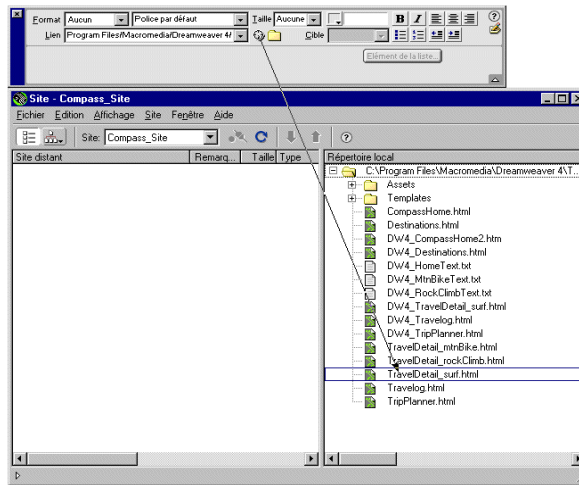 Format Aucun Police par défaut Taille Aucune B I
Lien Program Files/Macromedia/Dreamweaver 4/ Cible
Elément de la liste...
Site - Compass_Site
Fichier Edition Affichage Site Fenêtre Aide
Site: Compass_Site
Site distant Remarq... Taille Type Répertoire local
C:\Program Files\Macromedia\Dreamweaver 4\T...
Assets
Templates
CompassHome.html
Destinations.html
DW4_CompassHome2.htm
DW4_Destinations.html
DW4_HomeText.txt
DW4_MtnBikeText.txt
DW4_RockClimbText.txt
DW4_TravelDetail_surf.html
DW4_Travelog.html
DW4_TripPlanner.html
TravelDetail_mtnBike.html
TravelDetail_rockClimb.html
TravelDetail_surf.html
Travelog.html
TripPlanner.html